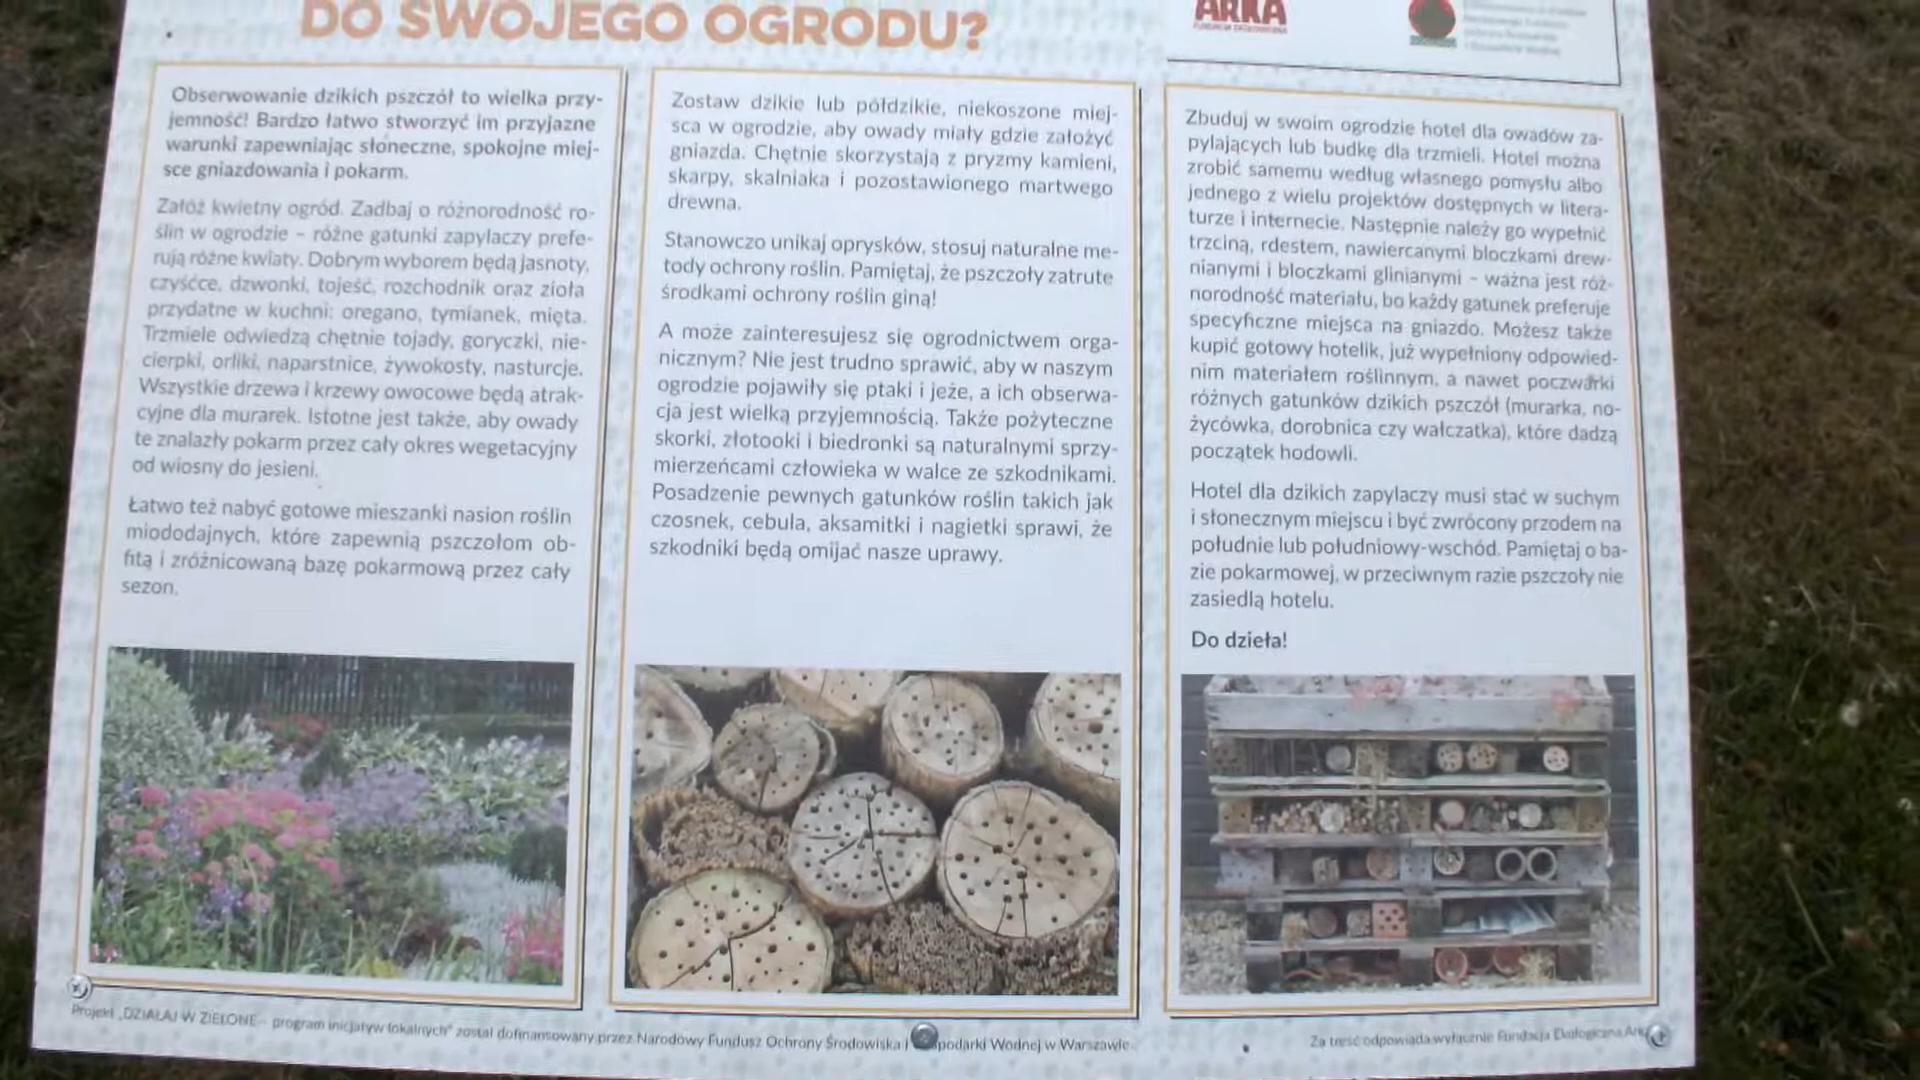 DO SWOJEGO OGRODU?
ARKA
FUNDACJA EKOLOGICZNA
Obserwowanie dzikich pszczół to wielka przy-
jemność! Bardzo łatwo stworzyć im przyjazne
warunki zapewniając słoneczne, spokojne miej-
sce gniazdowania i pokarm.
Załóż kwietny ogród. Zadbaj o różnorodność ro-
ślin w ogrodzie – różne gatunki zapylaczy prefe-
rują różne kwiaty. Dobrym wyborem będą jasnoty,
czyśćce, dzwonki, tojeść, rozchodnik oraz zioła
przydatne w kuchni: oregano, tymianek, mięta.
Trzmiele odwiedzą chętnie tojady, goryczki, nie-
cierpki, orliki, naparstnice, żywokosty, nasturcje.
Wszystkie drzewa i krzewy owocowe będą atrak-
cyjne dla murarek. Istotne jest także, aby owady
te znalazły pokarm przez cały okres wegetacyjny
od wiosny do jesieni.
Łatwo też nabyć gotowe mieszanki nasion roślin
miododajnych, które zapewnią pszczołom ob-
fitą i zróżnicowaną bazę pokarmową przez cały
sezon.
Zostaw dzikie lub półdzikie, niekoszone miej-
sca w ogrodzie, aby owady miały gdzie założyć
gniazda. Chętnie skorzystają z pryzmy kamieni,
skarpy, skalniaka i pozostawionego martwego
drewna.
Stanowczo unikaj oprysków, stosuj naturalne me-
tody ochrony roślin. Pamiętaj, że pszczoły zatrute
środkami ochrony roślin giną!
A może zainteresujesz się ogrodnictwem orga-
nicznym? Nie jest trudno sprawić, aby w naszym
ogrodzie pojawiły się ptaki i jeże, a ich obserwa-
cja jest wielką przyjemnością. Także pożyteczne
skorki, złotooki i biedronki są naturalnymi sprzy-
mierzeńcami człowieka w walce ze szkodnikami.
Posadzenie pewnych gatunków roślin takich jak
czosnek, cebula, aksamitki i nagietki sprawi, że
szkodniki będą omijać nasze uprawy.
Zbuduj w swoim ogrodzie hotel dla owadów za-
pylających lub budkę dla trzmieli. Hotel można
zrobić samemu według własnego pomysłu albo
jednego z wielu projektów dostępnych w litera-
turze i internecie. Następnie należy go wypełnić
trzciną, rdestem, nawiercanymi bloczkami drew-
nianymi i bloczkami glinianymi – ważna jest róż-
norodność materiału, bo każdy gatunek preferuje
specyficzne miejsca na gniazdo. Możesz także
kupić gotowy hotelik, już wypełniony odpowied-
nim materiałem roślinnym, a nawet poczwarki
różnych gatunków dzikich pszczół (murarka, no-
życówka, dorobnica czy wałczatka), które dadzą
początek hodowli.
Hotel dla dzikich zapylaczy musi stać w suchym
i słonecznym miejscu i być zwrócony przodem na
południe lub południowy-wschód. Pamiętaj o ba-
zie pokarmowej, w przeciwnym razie pszczoły nie
zasiedlą hotelu.
Do dzieła!
Projekt „DZIAŁAJ W ZIELONE – program inicjatyw lokalnych" został dofinansowany przez Narodowy Fundusz Ochrony Środowiska i podarki Wodnej w Warszawie.
Za treść odpowiada wyłącznie Fundacja Ekologiczna Ark